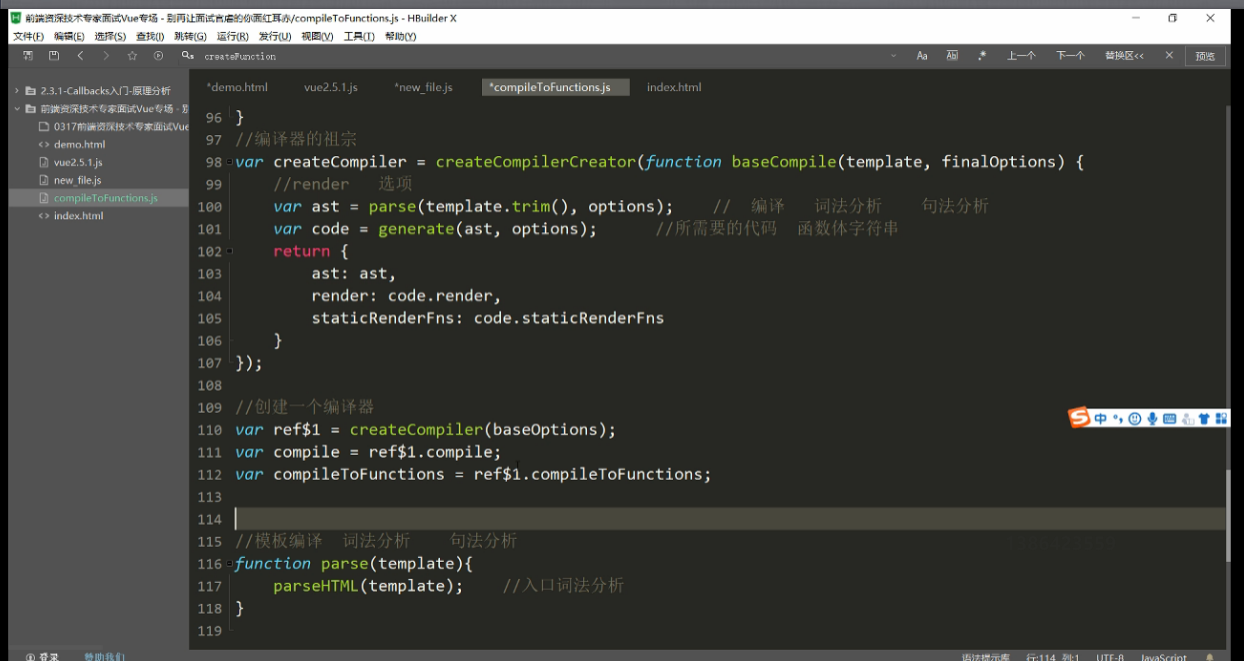 前端资深技术专家面试Vue专场 - 别再让面试官虐的你面红耳赤/compileToFunctions.js - HBuilder X
文件(F) 编辑(E) 选择(S) 查找(I) 跳转(G) 运行(R) 发行(U) 视图(V) 工具(T) 帮助(Y)
createFunction Aa 上一个 下一个 替换区<< 预览
*demo.html vue2.5.1.js *new_file.js *compileToFunctions.js index.html
2.3.1-Callbacks入门-原理分析
前端资深技术专家面试Vue专场 - 别
0317前端资深技术专家面试Vue
demo.html
vue2.5.1.js
new_file.js
compileToFunctions.js
index.html
96 }
97 //编译器的祖宗
98 var createCompiler = createCompilerCreator(function baseCompile(template, finalOptions) {
99 //render 选项
100 var ast = parse(template.trim(), options); // 编译 词法分析 句法分析
101 var code = generate(ast, options); //所需要的代码 函数体字符串
102 return {
103 ast: ast,
104 render: code.render,
105 staticRenderFns: code.staticRenderFns
106 }
107 });
108
109 //创建一个编译器
110 var ref$1 = createCompiler(baseOptions);
111 var compile = ref$1.compile;
112 var compileToFunctions = ref$1.compileToFunctions;
113
114
115 //模板编译 词法分析 句法分析
116 function parse(template){
117 parseHTML(template); //入口词法分析
118 }
119
中
登录 赞助我们 语法提示库 行:114 列:1 UTF-8 JavaScript